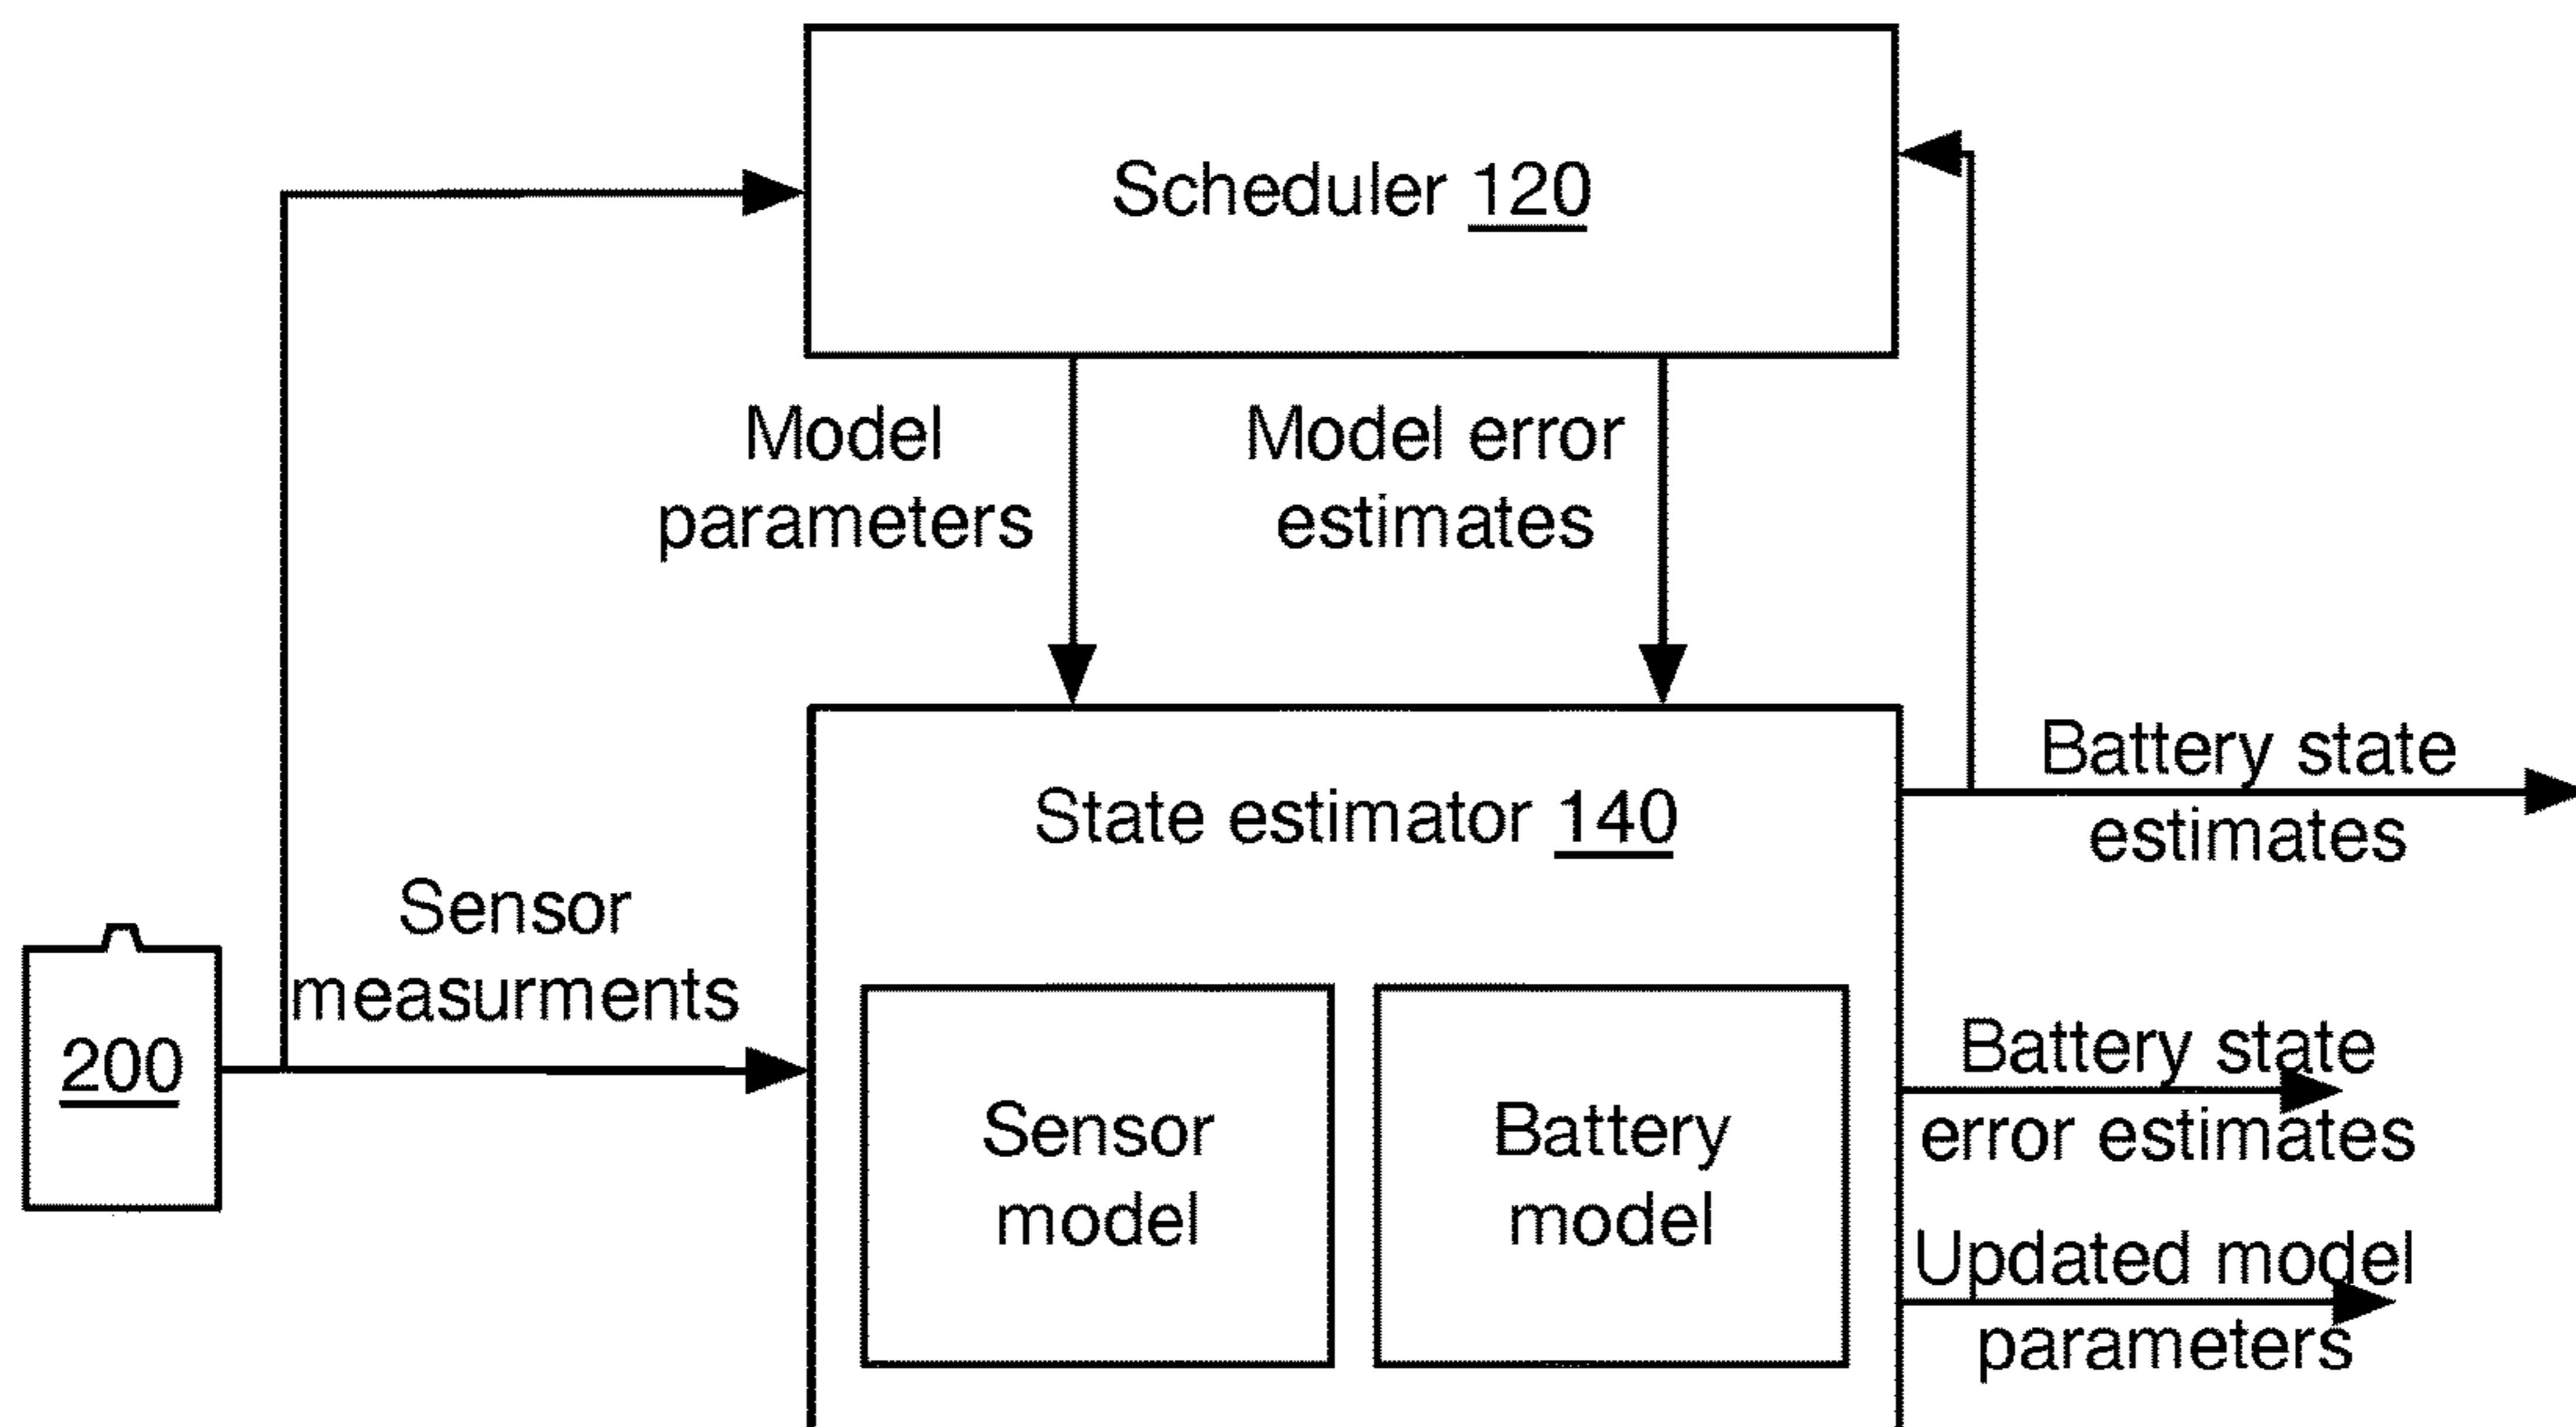 Scheduler 120
Model
parameters
Model error
estimates
State estimator 140
Battery state
estimates
Sensor
measurments
200
Sensor
model
Battery
model
Battery state
error estimates
Updated model
parameters